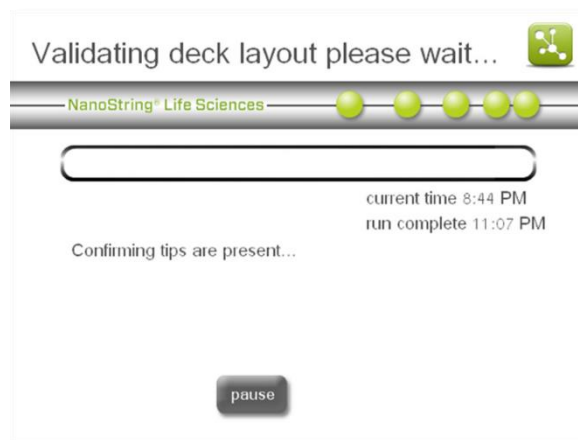 Validating deck layout please wait...
NanoString® Life Sciences
current time 8:44 PM
run complete 11:07 PM
Confirming tips are present...
pause